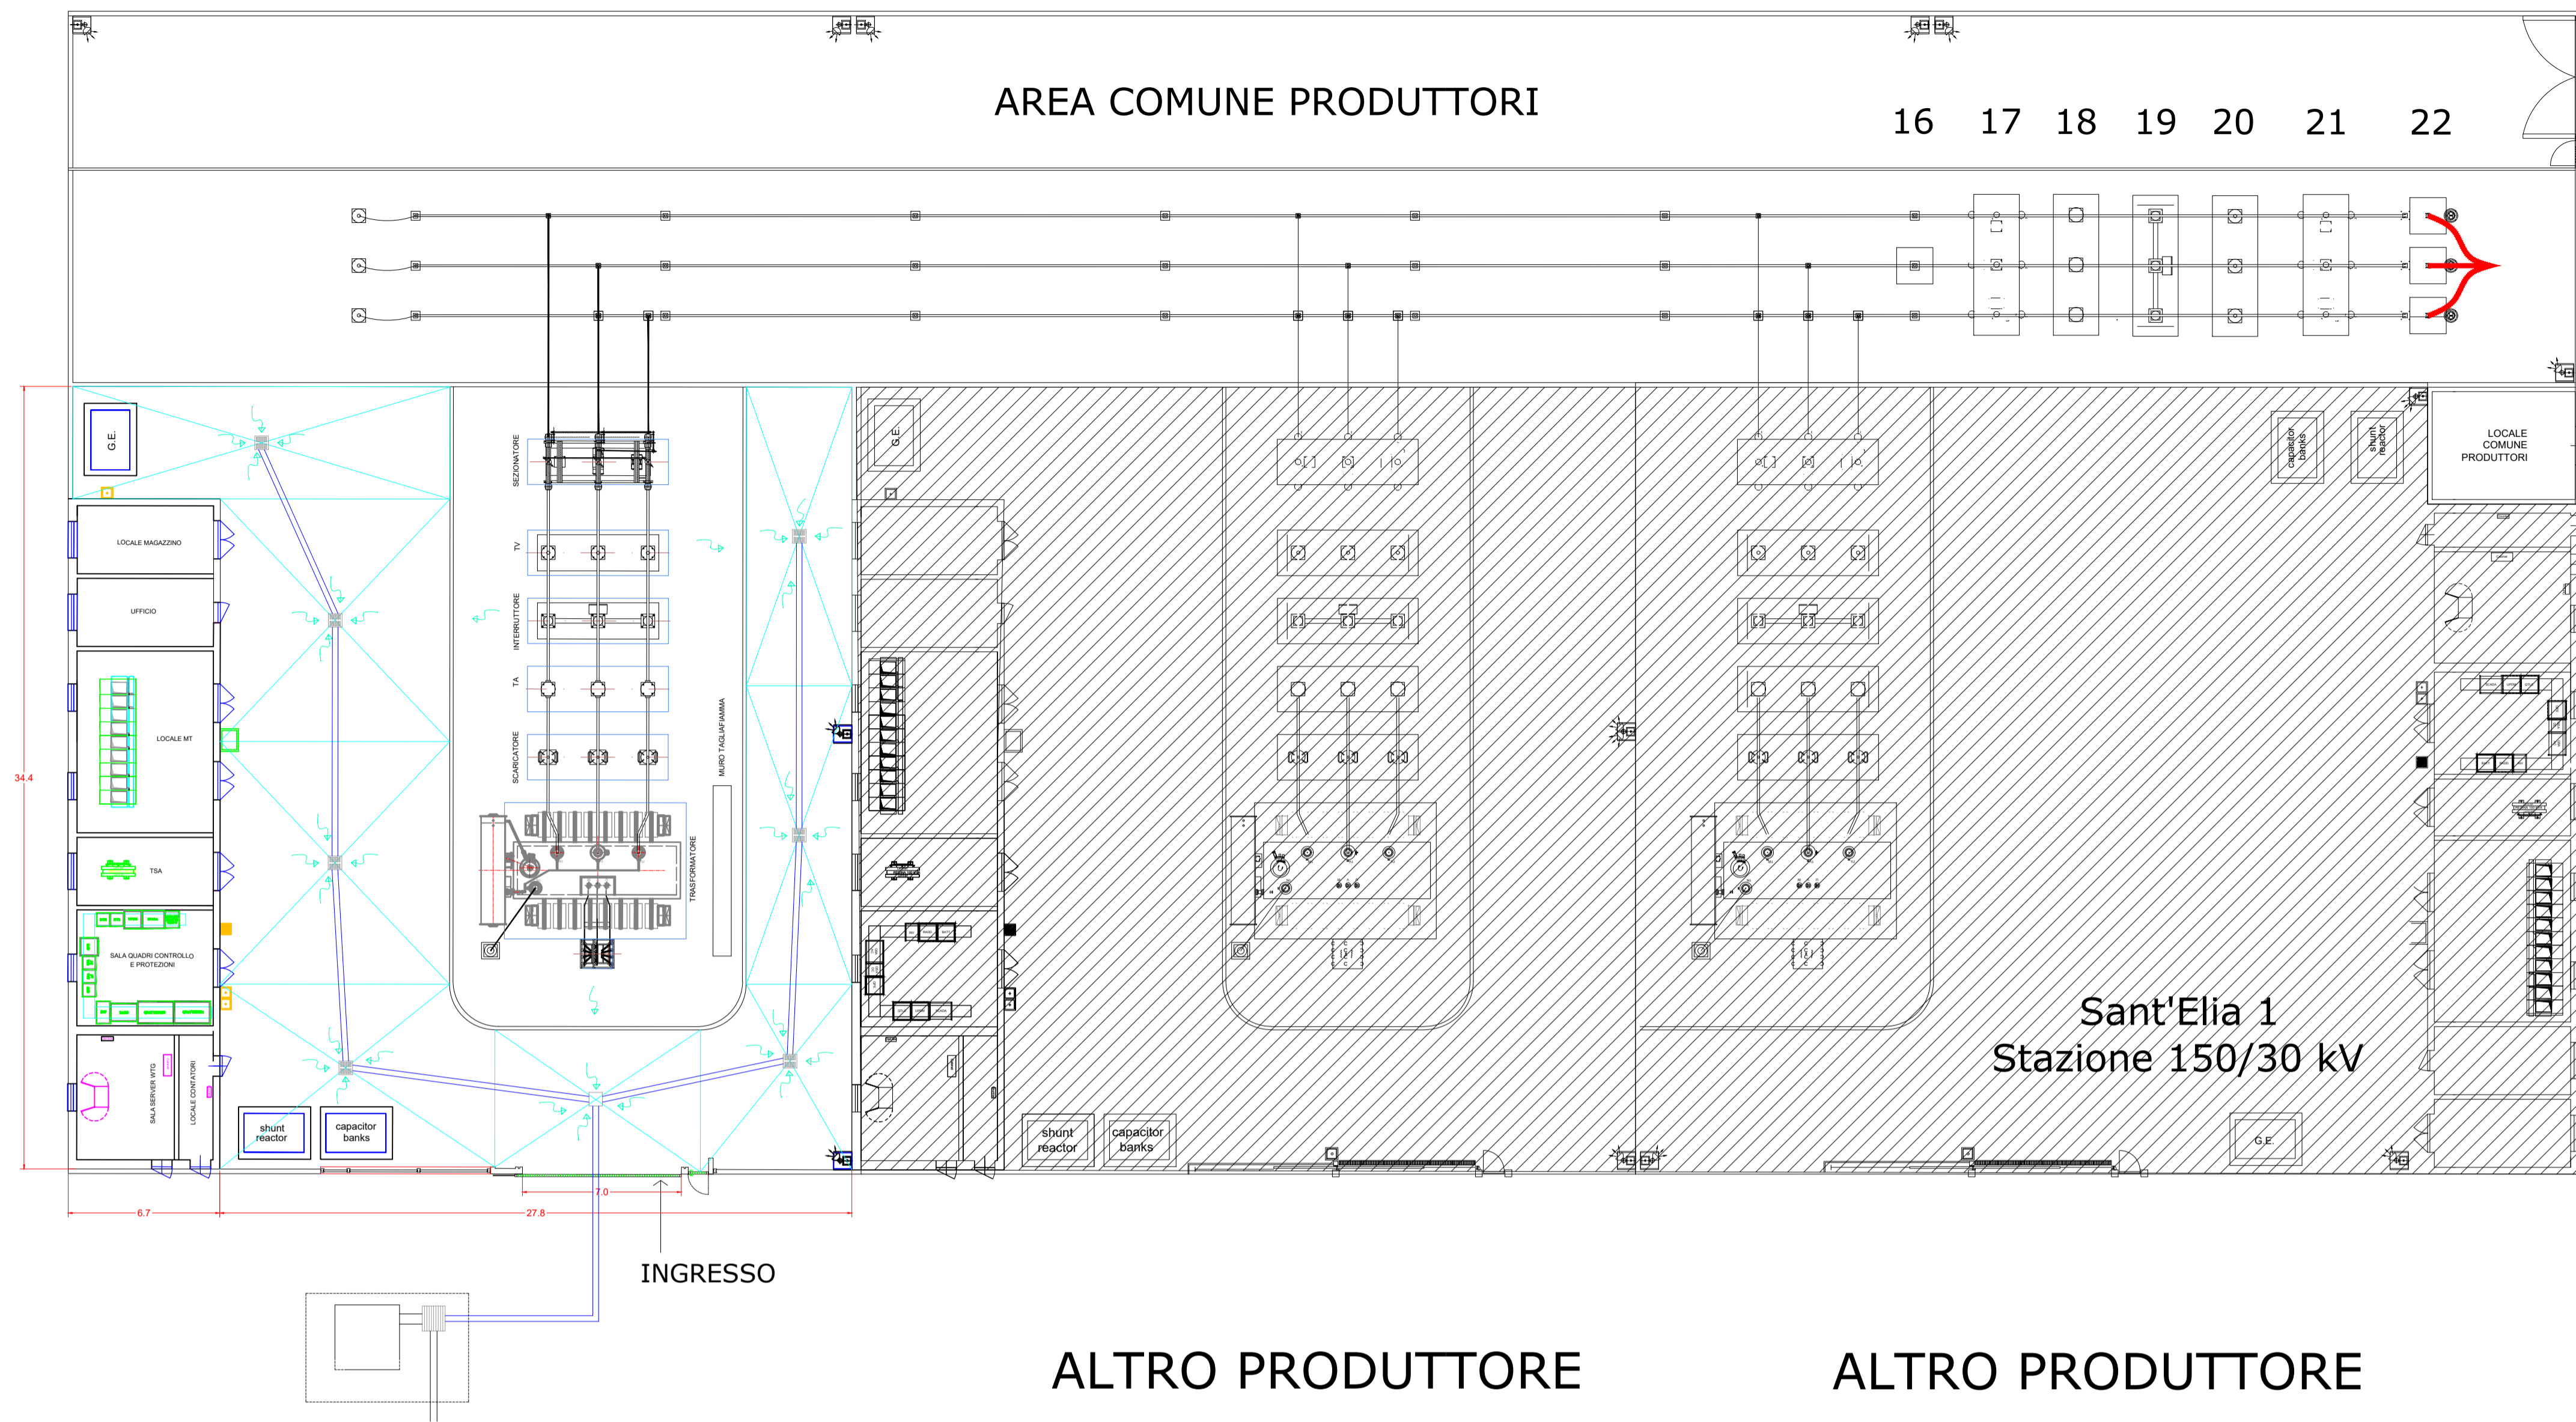 AREA COMUNE PRODUTTORI
16 17 18 19 20 21 22
G.E.
LOCALE MAGAZZINO
UFFICIO
LOCALE MT
TSA
SALA QUADRI CONTROLLO
E PROTEZIONI
SALA SERVER WTG
LOCALE CONTATORI
shunt
reactor
capacitor
banks
SEZIONATORE
TV
INTERRUTTORE
TA
SCARICATORE
MURO TAGLIAFIAMMA
TRASFORMATORE
34.4
6.7
27.8
7.0
INGRESSO
G.E.
shunt
reactor
capacitor
banks
capacitor
banks
shunt
reactor
LOCALE
COMUNE
PRODUTTORI
Sant'Elia 1
Stazione 150/30 kV
G.E.
ALTRO PRODUTTORE
ALTRO PRODUTTORE